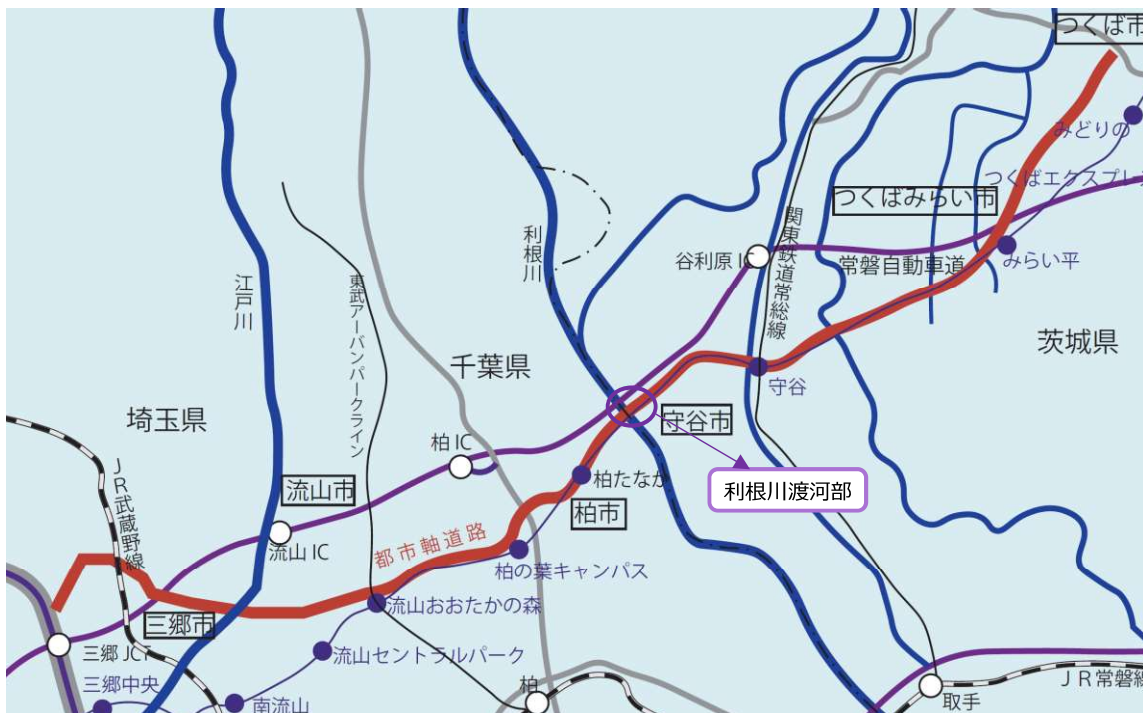 つくば市
みどりの
つくばエクスプレス
つくばみらい市
関東鉄道常総線
谷利原 IC
常磐自動車道
みらい平
利根川
江戸川
東武アーバンパークライン
千葉県
茨城県
守谷
埼玉県
守谷市
柏 IC
柏たなか
利根川渡河部
JR武蔵野線
流山市
柏市
流山 IC
都市軸道路
柏の葉キャンパス
流山おおたかの森
三郷市
三郷 JCT
流山セントラルパーク
三郷中央
柏
JR常磐線
南流山
取手